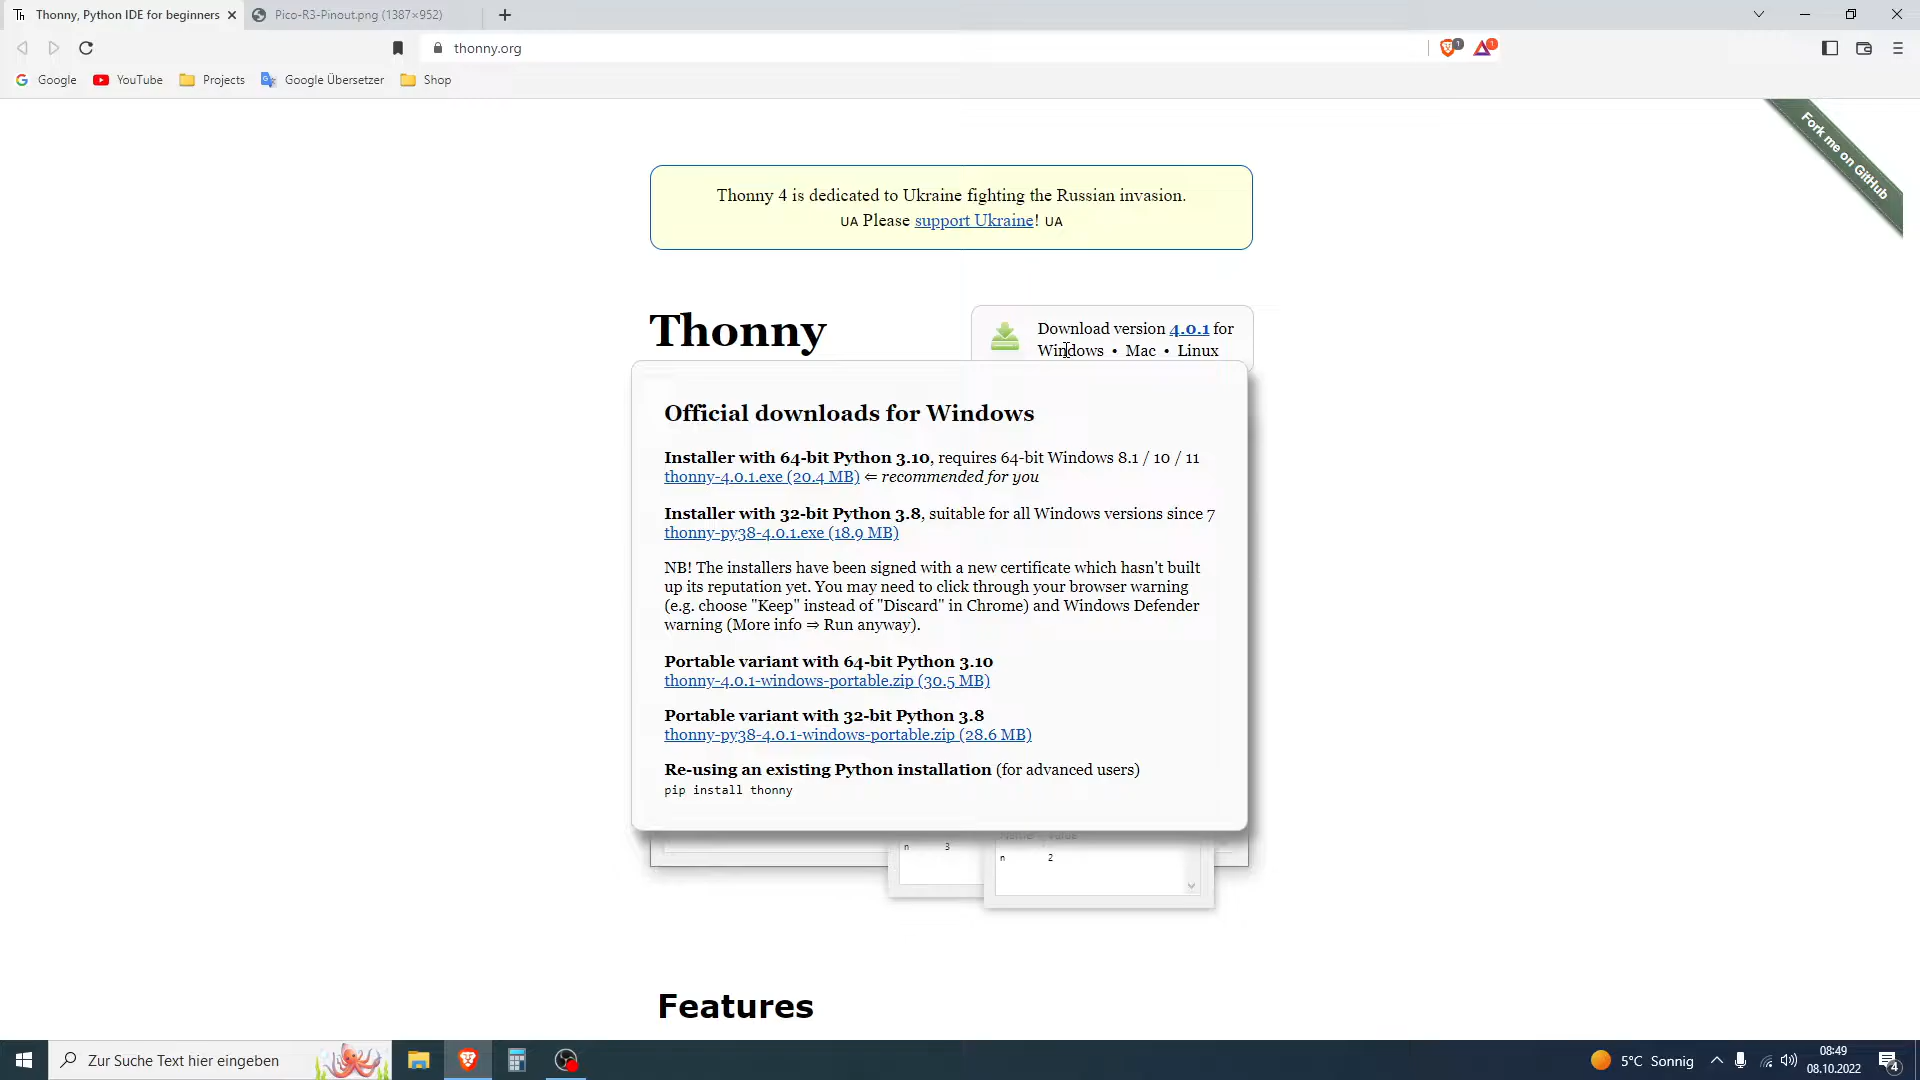 Thonny, Python IDE for beginners
Pico-R3-Pinout.png (1387×952)
thonny.org
1
1
Google
YouTube
Projects
Google Übersetzer
Shop
Fork me on GitHub
Thonny 4 is dedicated to Ukraine fighting the Russian invasion.
UA Please support Ukraine! UA
Thonny
Download version 4.0.1 for
Windows • Mac • Linux
Official downloads for Windows
Installer with 64-bit Python 3.10, requires 64-bit Windows 8.1 / 10 / 11
thonny-4.0.1.exe (20.4 MB) ⇐ recommended for you
Installer with 32-bit Python 3.8, suitable for all Windows versions since 7
thonny-py38-4.0.1.exe (18.9 MB)
NB! The installers have been signed with a new certificate which hasn't built
up its reputation yet. You may need to click through your browser warning
(e.g. choose "Keep" instead of "Discard" in Chrome) and Windows Defender
warning (More info ⇒ Run anyway).
Portable variant with 64-bit Python 3.10
thonny-4.0.1-windows-portable.zip (30.5 MB)
Portable variant with 32-bit Python 3.8
thonny-py38-4.0.1-windows-portable.zip (28.6 MB)
Re-using an existing Python installation (for advanced users)
pip install thonny
Name Value
n 3
n 2
Features
Zur Suche Text hier eingeben
5°C Sonnig
08:49
08.10.2022
4